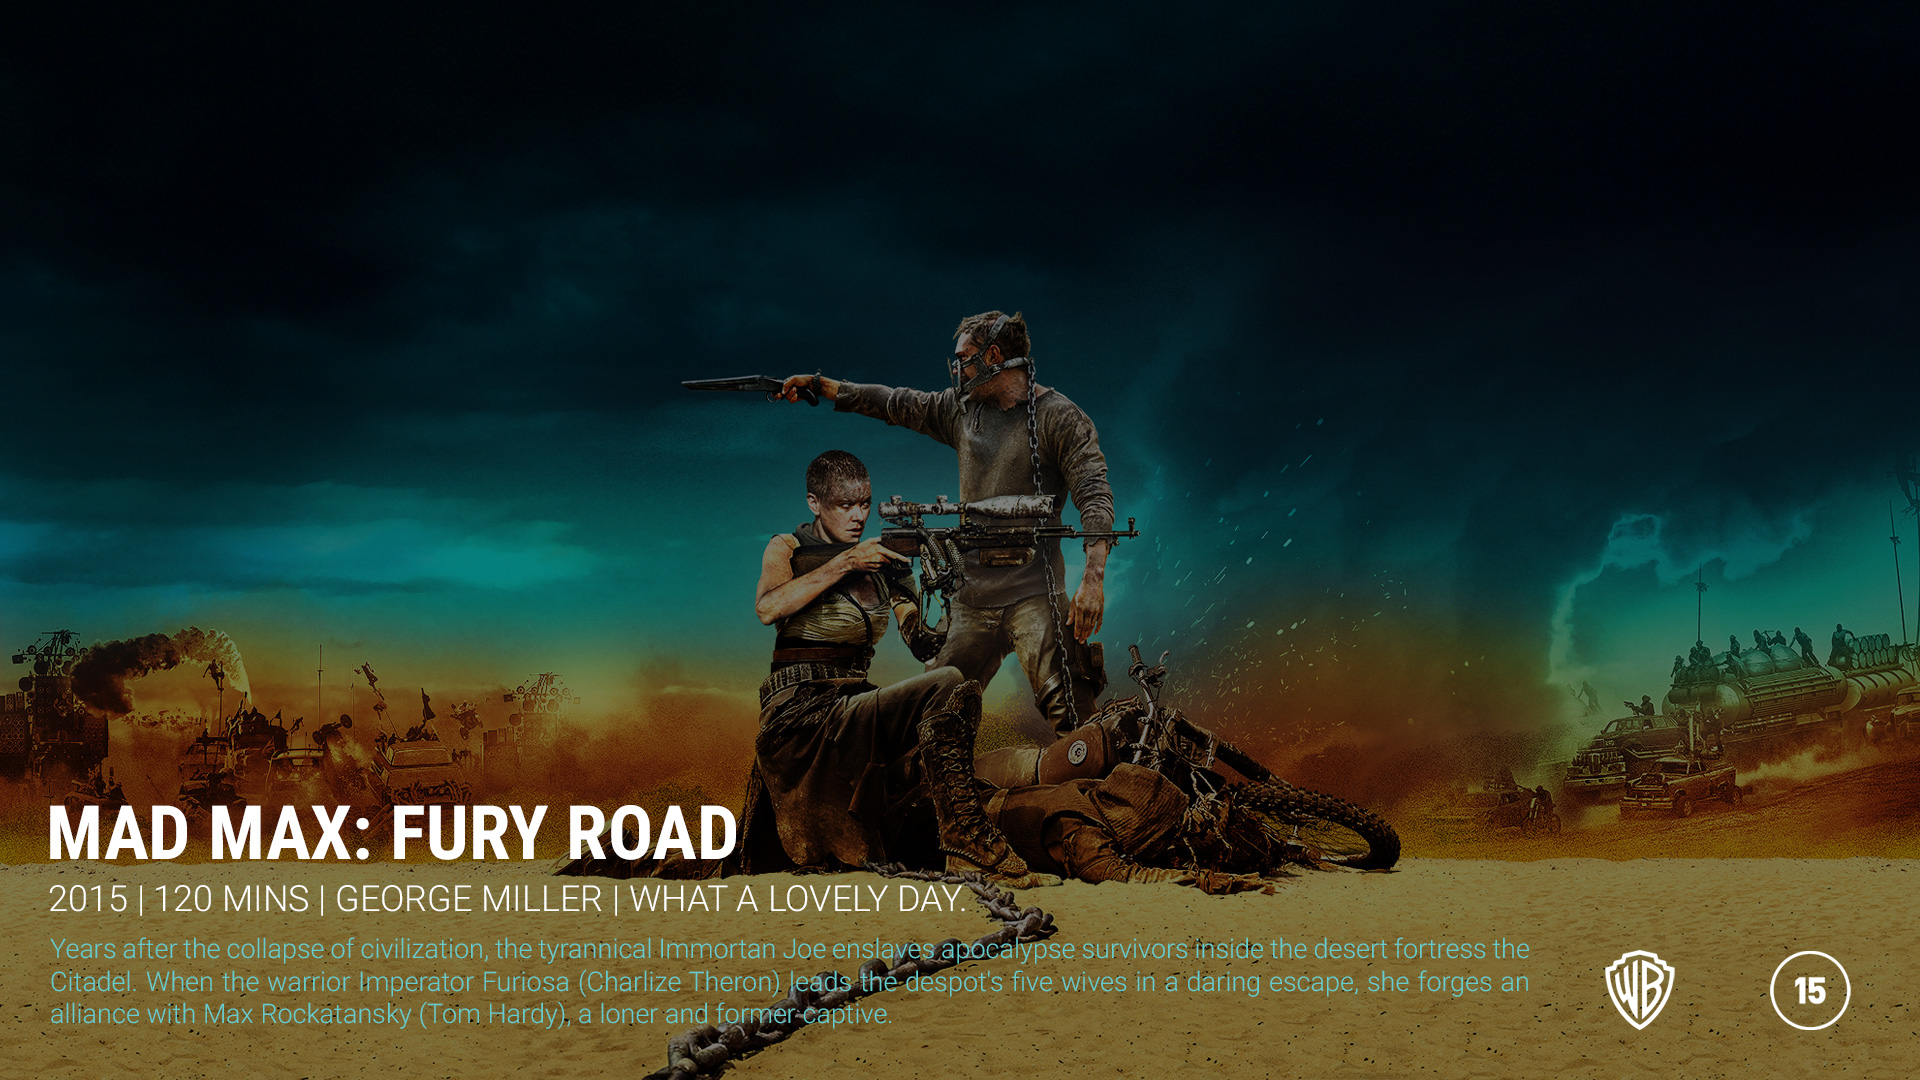 MAD MAX: FURY ROAD
2015 | 120 MINS | GEORGE MILLER | WHAT A LOVELY DAY.
Years after the collapse of civilization, the tyrannical Immortan Joe enslaves apocalypse survivors inside the desert fortress the
Citadel. When the warrior Imperator Furiosa (Charlize Theron) leads the despot's five wives in a daring escape, she forges an
alliance with Max Rockatansky (Tom Hardy), a loner and former captive.
WB
15